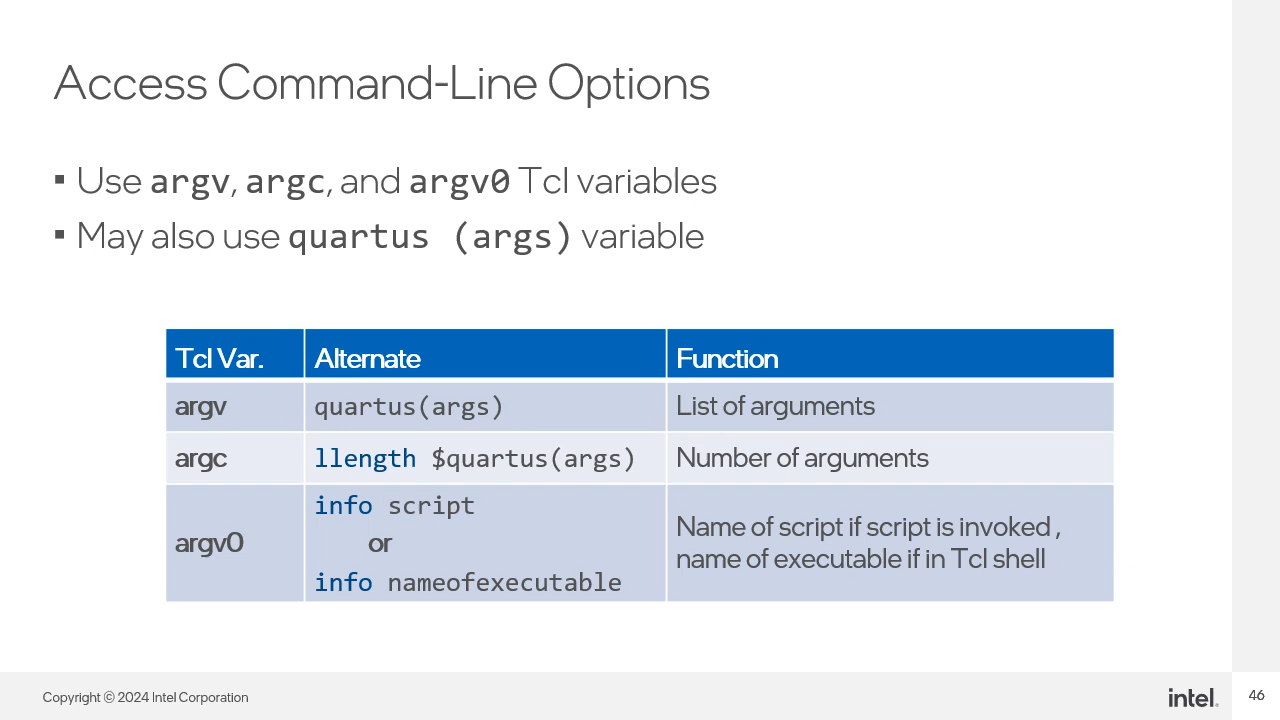 Access Command-Line Options
▪ Use argv, argc, and argv0 Tcl variables
▪ May also use quartus (args) variable
Tcl Var. Alternate Function
argv quartus(args) List of arguments
argc llength $quartus(args) Number of arguments
argv0
info script
or
info nameofexecutable
Name of script if script is invoked ,
name of executable if in Tcl shell
Copyright © 2024 Intel Corporation
intel.
46